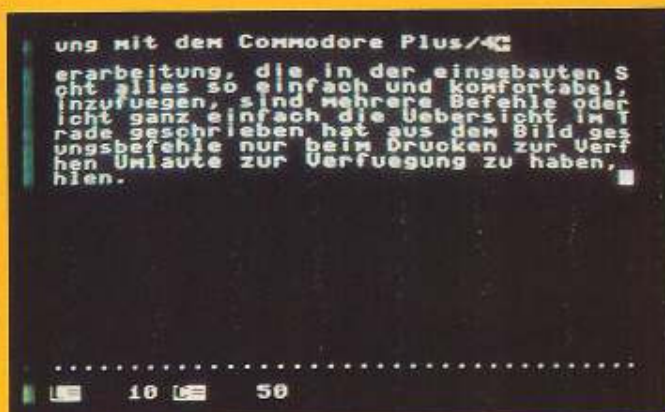 ung mit dem Commodore Plus/4
erarbeitung, die in der eingebauten S
cht alles so einfach und komfortabel,
inzufuegen, sind mehrere Befehle oder
icht ganz einfach die Uebersicht im T
rade geschrieben hat aus dem Bild ges
ungsbefehle nur beim Drucken zur Verf
hen Umlaute zur Verfuegung zu haben,
hlen.
L= 10 C= 50